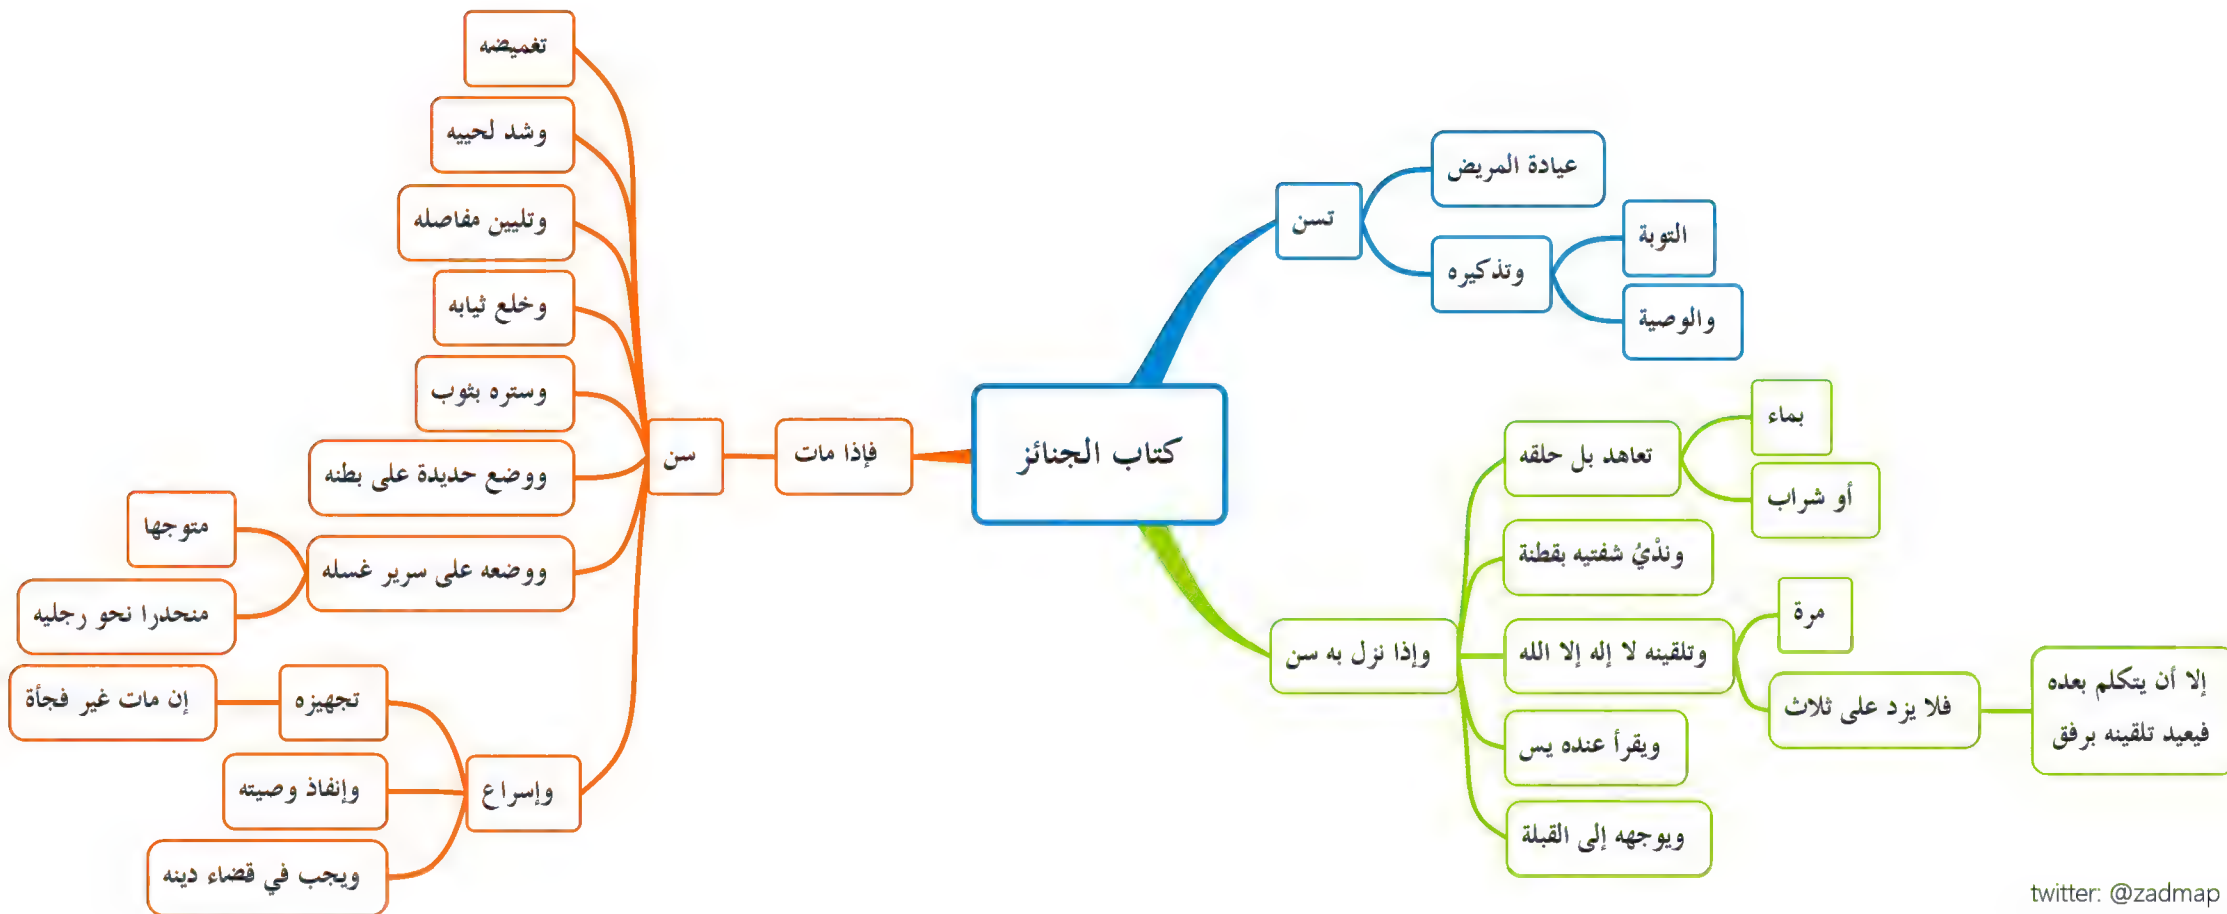 كتاب الجنائز
تسن
عيادة المريض
وتذكيره
التوبة
والوصية
وإذا نزل به سن
تعاهد بل حلقه
بماء
أو شراب
ونذّيُ شفتيه بقطنة
وتلقينه لا إله إلا الله
مرة
فلا يزد على ثلاث
إلا أن يتكلم بعده
فيعيد تلقينه برفق
ويقرأ عنده يس
ويوجهه إلى القبلة
فإذا مات
سن
تغميضه
وشد لحييه
وتليين مفاصله
وخلع ثيابه
وستره بثوب
ووضع حديدة على بطنه
ووضعه على سرير غسله
متوجها
منحدرا نحو رجليه
وإسراع
تجهيزه
إن مات غير فجأة
وإنفاذ وصيته
ويجب في قضاء دينه
twitter: @zadmap